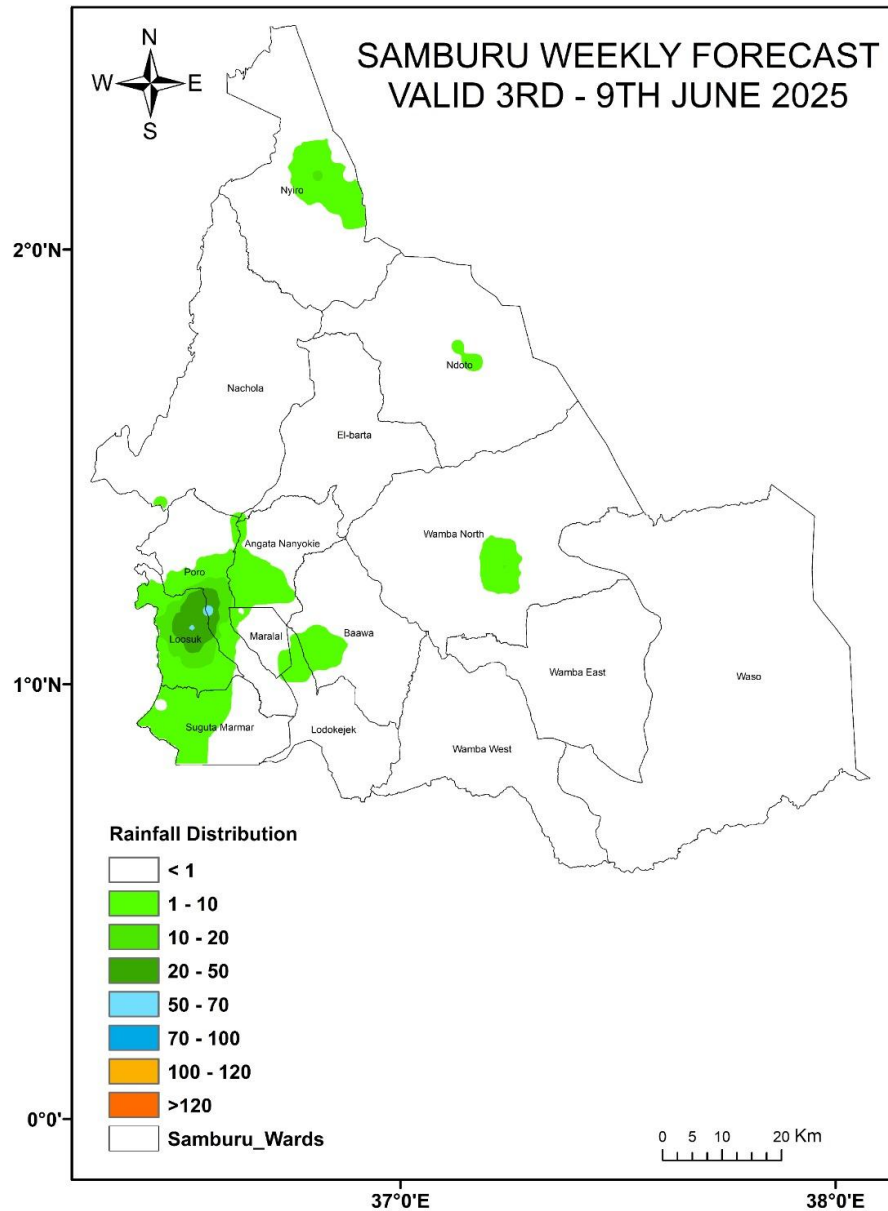 N
W E
S
SAMBURU WEEKLY FORECAST
VALID 3RD - 9TH JUNE 2025
Nyiro
2°0'N
Ndoto
Nachola
El-barta
Wamba North
Angata Nanyokie
Poro
Loosuk
Maralal
Baawa
1°0'N
Wamba East
Waso
Suguta Marmar
Lodokejek
Wamba West
Rainfall Distribution
< 1
1 - 10
10 - 20
20 - 50
50 - 70
70 - 100
100 - 120
>120
Samburu_Wards
0°0'
0 5 10 20 Km
37°0'E
38°0'E